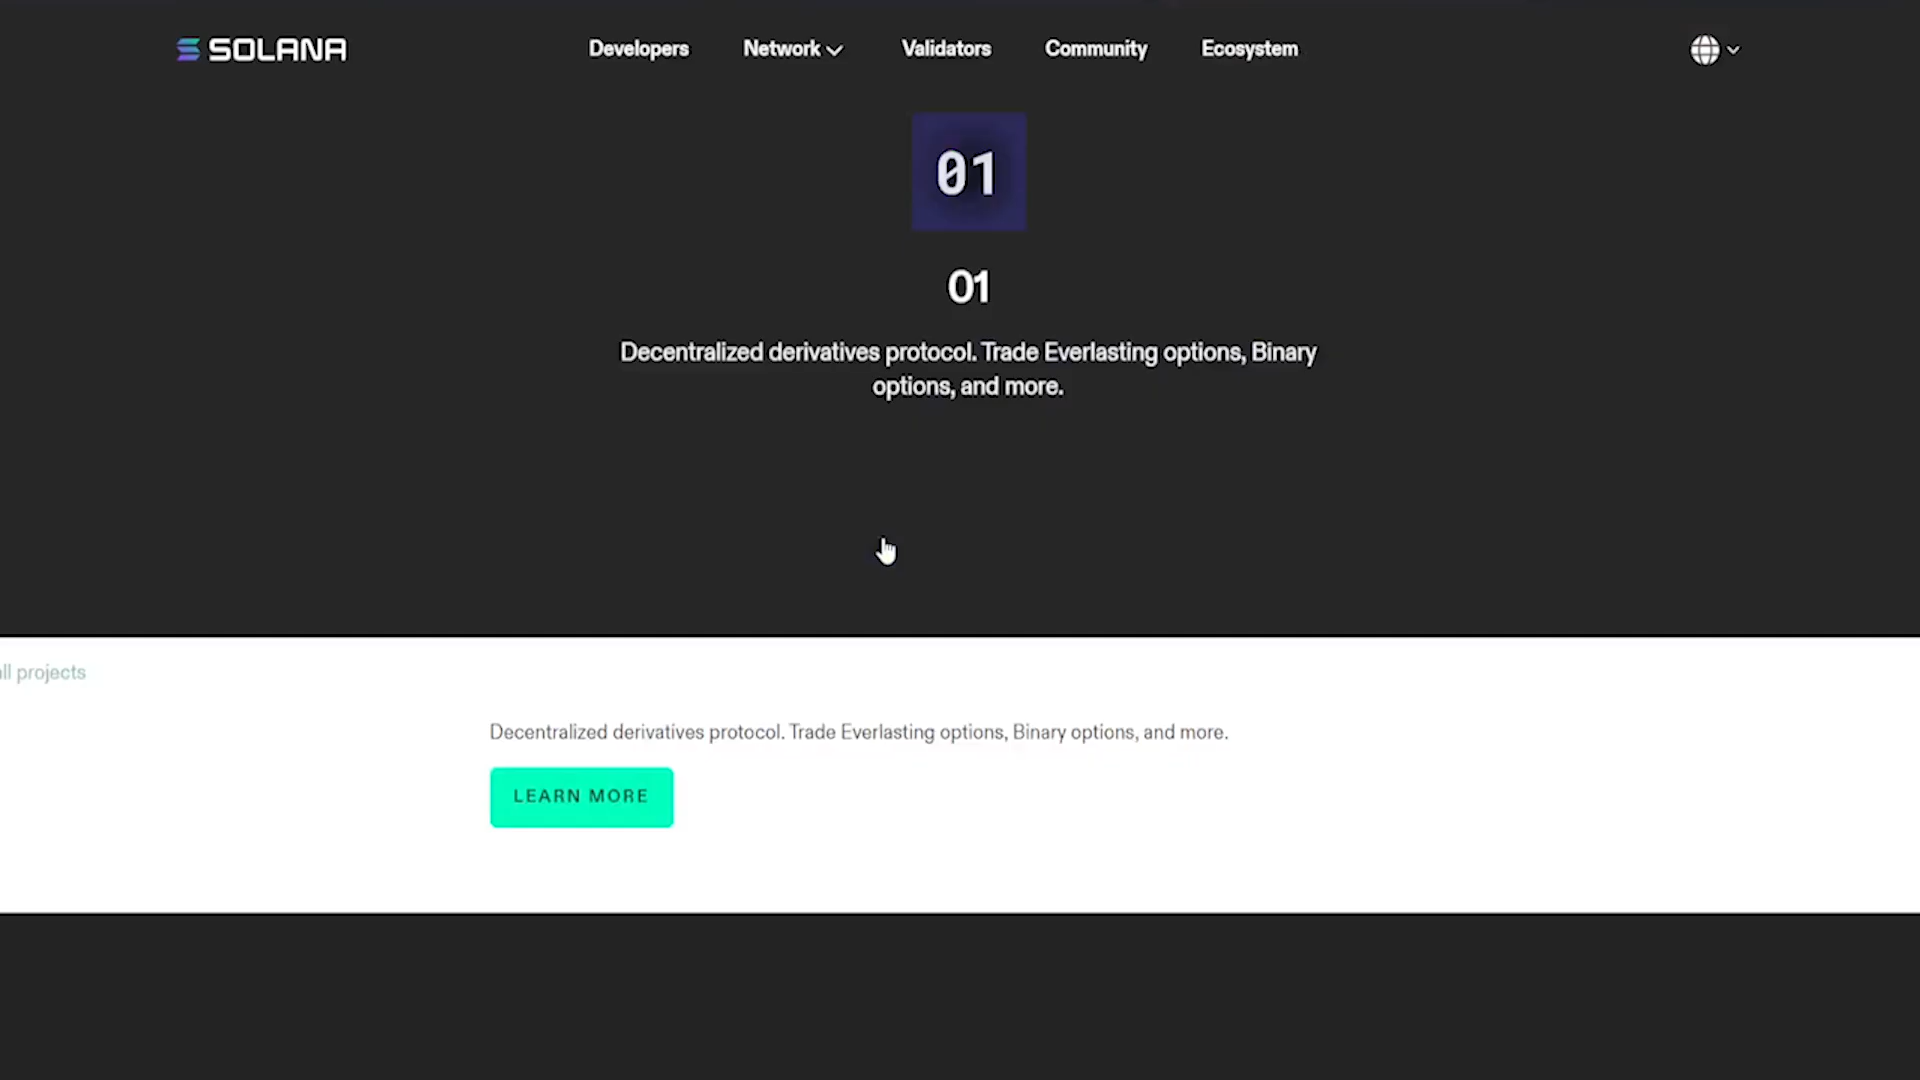 SOLANA Developers Network Validators Community Ecosystem
01
01
Decentralized derivatives protocol. Trade Everlasting options, Binary
options, and more.
all projects
Decentralized derivatives protocol. Trade Everlasting options, Binary options, and more.
LEARN MORE